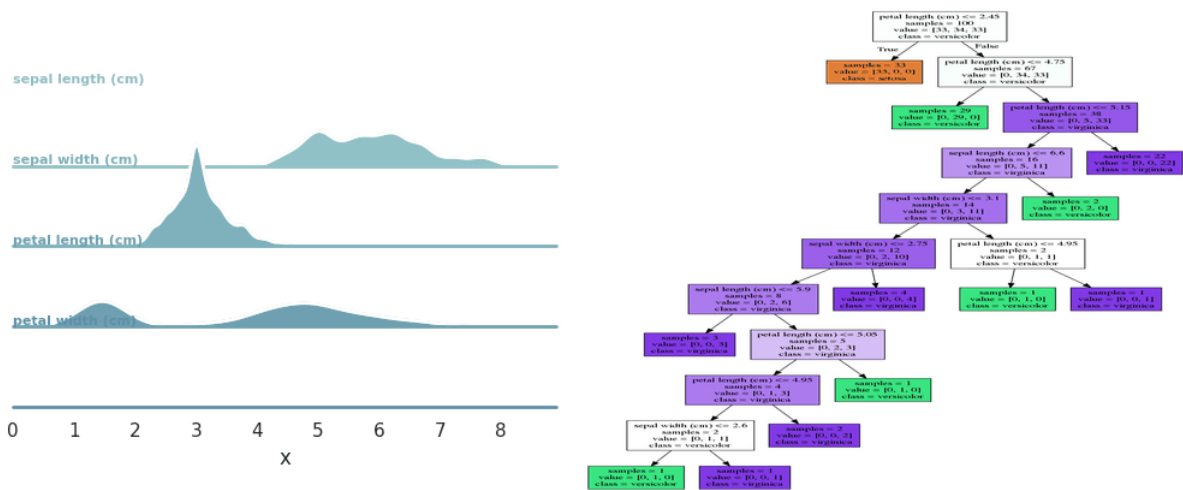 sepal length (cm)
sepal width (cm)
petal length (cm)
petal width (cm)
0 1 2 3 4 5 6 7 8
x
petal length (cm) <= 2.45
samples = 100
value = [33, 34, 33]
class = versicolor
True
False
samples = 33
value = [33, 0, 0]
class = setosa
petal length (cm) <= 4.75
samples = 67
value = [0, 34, 33]
class = versicolor
samples = 29
value = [0, 29, 0]
class = versicolor
petal length (cm) <= 5.15
samples = 38
value = [0, 5, 33]
class = virginica
sepal length (cm) <= 6.6
samples = 16
value = [0, 5, 11]
class = virginica
samples = 22
value = [0, 0, 22]
class = virginica
sepal width (cm) <= 3.1
samples = 14
value = [0, 3, 11]
class = virginica
samples = 2
value = [0, 2, 0]
class = versicolor
sepal width (cm) <= 2.75
samples = 12
value = [0, 2, 10]
class = virginica
petal length (cm) <= 4.95
samples = 2
value = [0, 1, 1]
class = versicolor
sepal length (cm) <= 5.9
samples = 8
value = [0, 2, 6]
class = virginica
samples = 4
value = [0, 0, 4]
class = virginica
samples = 1
value = [0, 1, 0]
class = versicolor
samples = 1
value = [0, 0, 1]
class = virginica
samples = 3
value = [0, 0, 3]
class = virginica
petal length (cm) <= 5.05
samples = 5
value = [0, 2, 3]
class = virginica
petal length (cm) <= 4.95
samples = 4
value = [0, 1, 3]
class = virginica
samples = 1
value = [0, 1, 0]
class = versicolor
sepal width (cm) <= 2.6
samples = 2
value = [0, 1, 1]
class = versicolor
samples = 2
value = [0, 0, 2]
class = virginica
samples = 1
value = [0, 1, 0]
class = versicolor
samples = 1
value = [0, 0, 1]
class = virginica